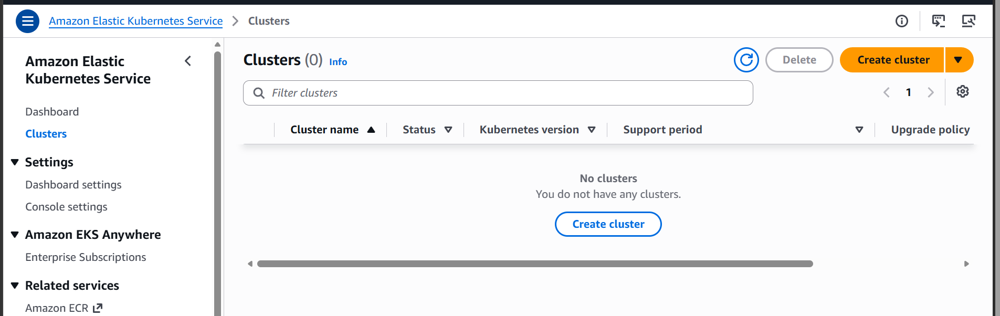 Amazon Elastic Kubernetes Service > Clusters
Amazon Elastic
Kubernetes Service
Dashboard
Clusters
Settings
Dashboard settings
Console settings
Amazon EKS Anywhere
Enterprise Subscriptions
Related services
Amazon ECR
Clusters (0) Info
Delete
Create cluster
Filter clusters
1
Cluster name Status Kubernetes version Support period Upgrade policy
No clusters
You do not have any clusters.
Create cluster